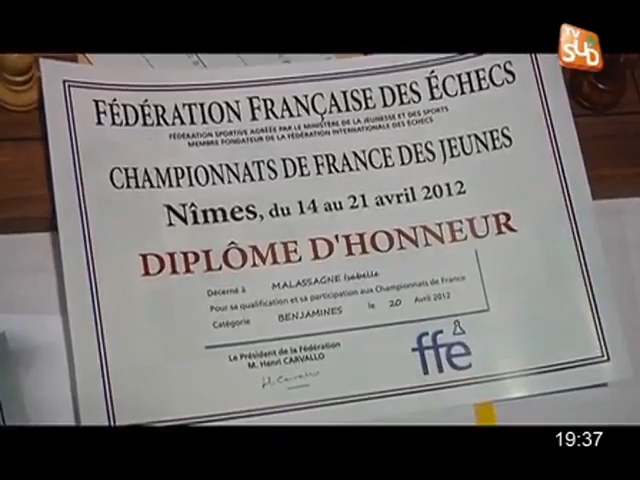 TV
SUD
FÉDÉRATION FRANÇAISE DES ÉCHECS
FÉDÉRATION SPORTIVE AGRÉÉE PAR LE MINISTÈRE DE LA JEUNESSE ET DES SPORTS
MEMBRE FONDATEUR DE LA FÉDÉRATION INTERNATIONALE DES ÉCHECS
CHAMPIONNATS DE FRANCE DES JEUNES
Nîmes, du 14 au 21 avril 2012
DIPLÔME D'HONNEUR
Décerné à MALASSAGNE Isabelle
Pour sa qualification et sa participation aux Championnats de France
Catégorie BENJAMINES le 20 Avril 2012
Le Président de la Fédération
M. Henri CARVALLO
H. Carvallo
ffe
19:37